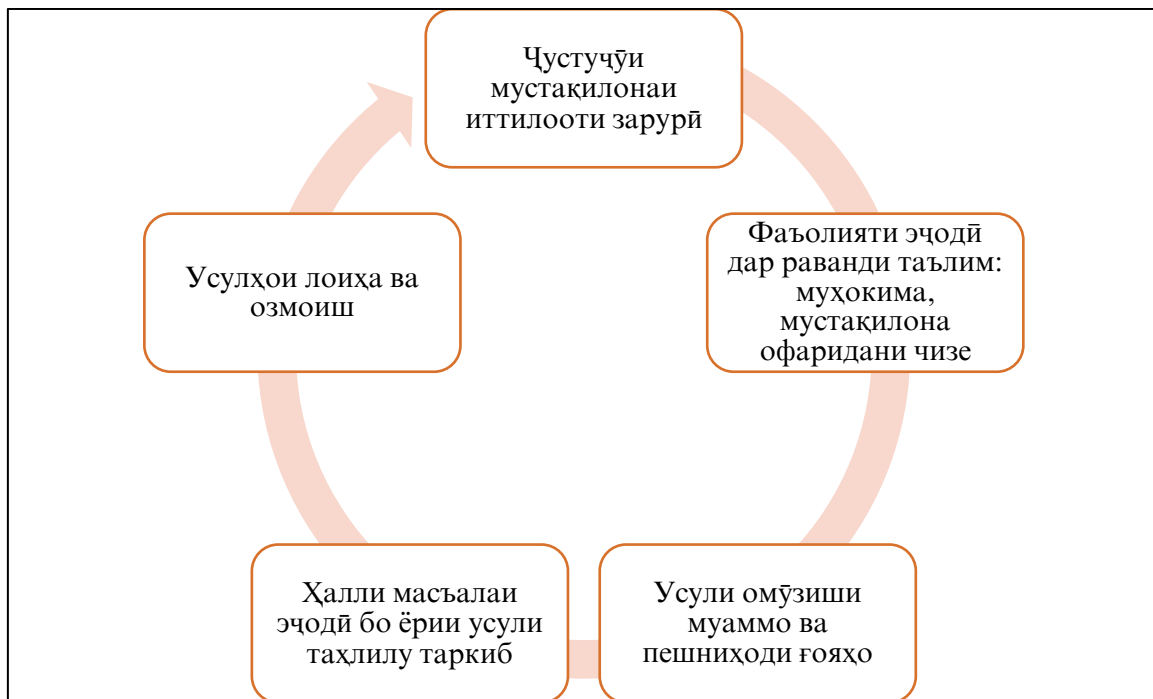 Ҷустуҷӯи
мустақилонаи
иттилооти зарурӣ
Фаъолияти эҷодӣ
дар раванди таълим:
муҳокима,
мустақилона
офаридани чизе
Усули омӯзиши
муаммо ва
пешниҳоди ғояҳо
Ҳалли масъалаи
эҷодӣ бо ёрии усули
таҳлилу таркиб
Усулҳои лоиҳа ва
озмоиш